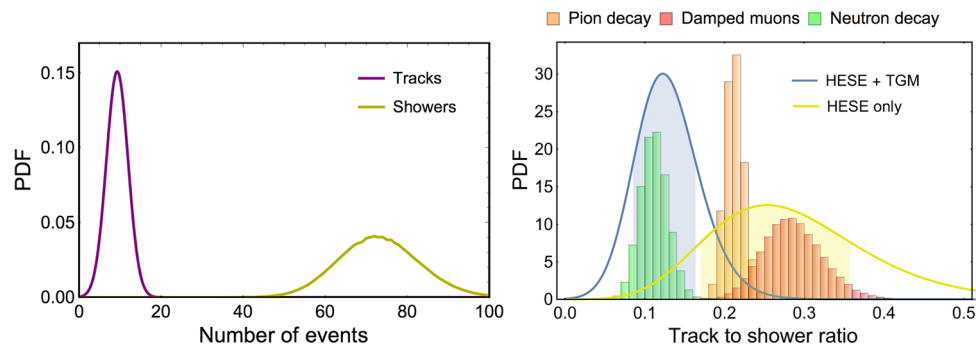 Pion decay Damped muons Neutron decay
0.15
0.10
0.05
0.00
PDF
Tracks
Showers
0 20 40 60 80 100
Number of events
30
25
20
15
10
5
0
PDF
HESE + TGM
HESE only
0.0 0.1 0.2 0.3 0.4 0.5
Track to shower ratio